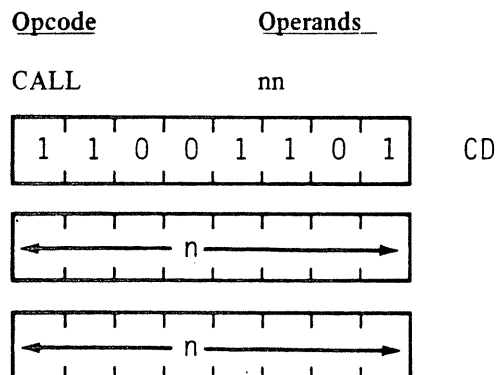 Opcode Operands
CALL nn
1 1 0 0 1 1 0 1 CD
n
n